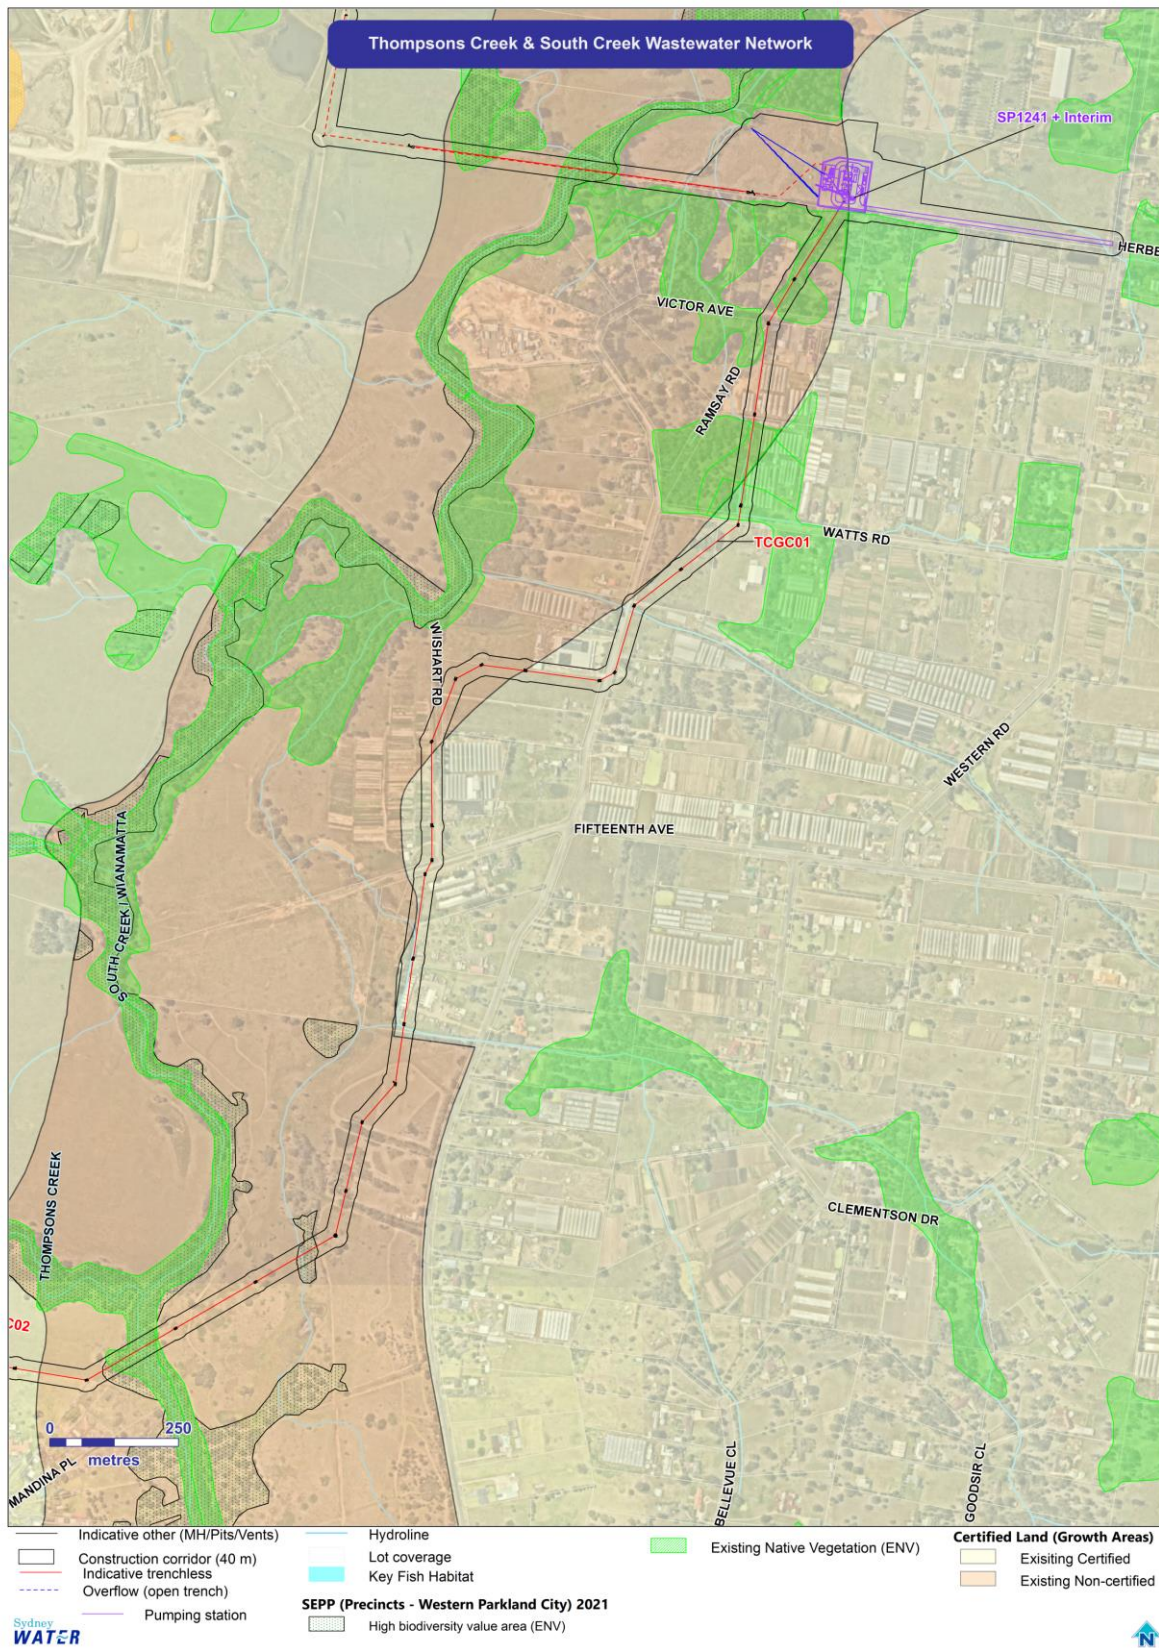 Thompsons Creek & South Creek Wastewater Network
SP1241 + Interim
HERBE
VICTOR AVE
RAMSAY RD
WATTS RD
TCGC01
WISHART RD
WESTERN RD
FIFTEENTH AVE
SOUTH CREEK / WIANAMATTA
THOMPSONS CREEK
CLEMENTSON DR
C02
0 250
metres
MANDINA PL
BELLEVUE CL
GOODSIR CL
Indicative other (MH/Pits/Vents)
Construction corridor (40 m)
Indicative trenchless
Overflow (open trench)
Pumping station
Hydroline
Lot coverage
Key Fish Habitat
SEPP (Precincts - Western Parkland City) 2021
High biodiversity value area (ENV)
Existing Native Vegetation (ENV)
Certified Land (Growth Areas)
Exisiting Certified
Existing Non-certified
Sydney
WATER
N